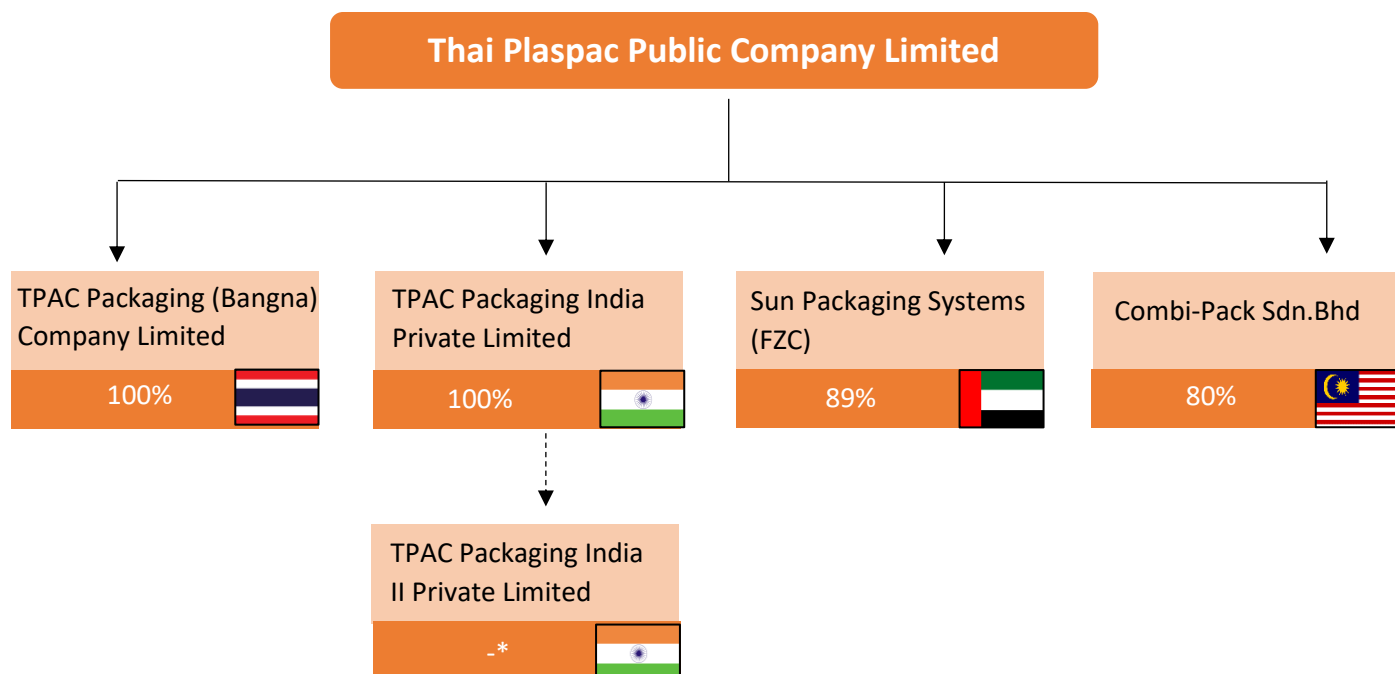 Thai Plaspac Public Company Limited
TPAC Packaging (Bangna)
Company Limited
100%
TPAC Packaging India
Private Limited
100%
Sun Packaging Systems
(FZC)
89%
Combi-Pack Sdn.Bhd
80%
TPAC Packaging India
II Private Limited
-*